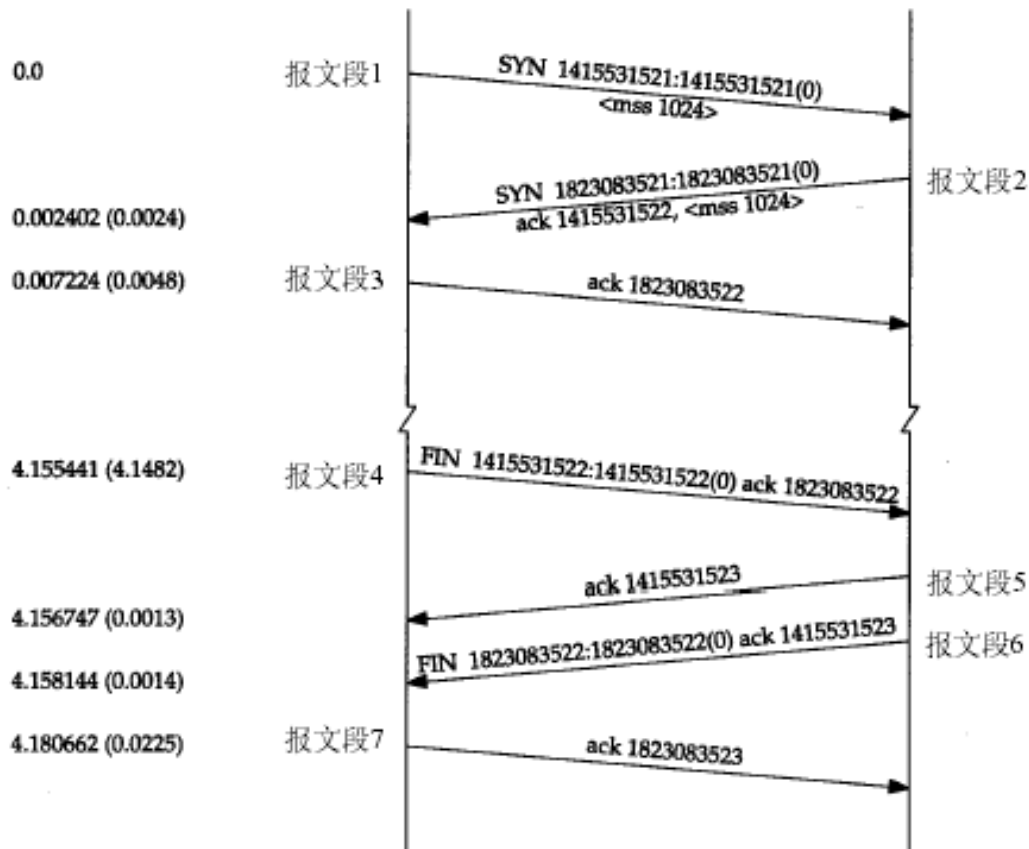 0.0
报文段1
SYN 1415531521:1415531521(0)
<mss 1024>
SYN 1823083521:1823083521(0)
报文段2
0.002402 (0.0024)
ack 1415531522, <mss 1024>
0.007224 (0.0048)
报文段3
ack 1823083522
4.155441 (4.1482)
报文段4
FIN 1415531522:1415531522(0) ack 1823083522
ack 1415531523
报文段5
4.156747 (0.0013)
FIN 1823083522:1823083522(0) ack 1415531523
报文段6
4.158144 (0.0014)
4.180662 (0.0225)
报文段7
ack 1823083523